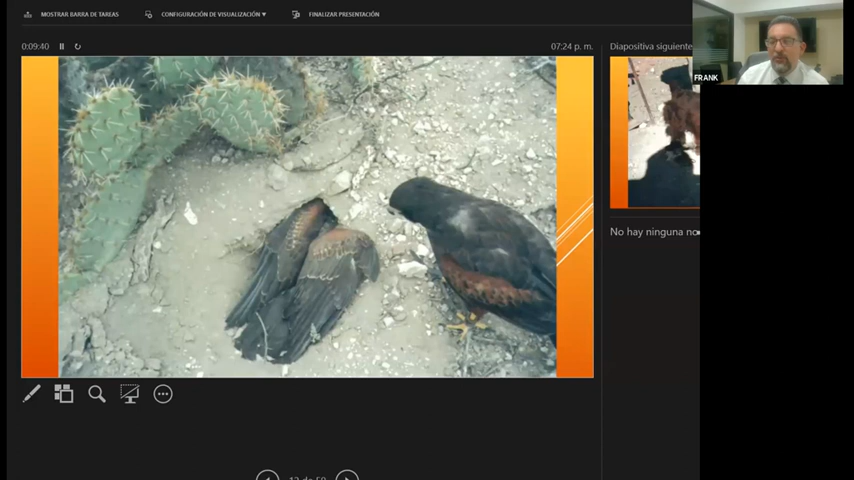 MOSTRAR BARRA DE TAREAS
CONFIGURACIÓN DE VISUALIZACIÓN ▼
FINALIZAR PRESENTACIÓN
0:09:40
07:24 p. m.
Diapositiva siguiente
FRANK
No hay ninguna